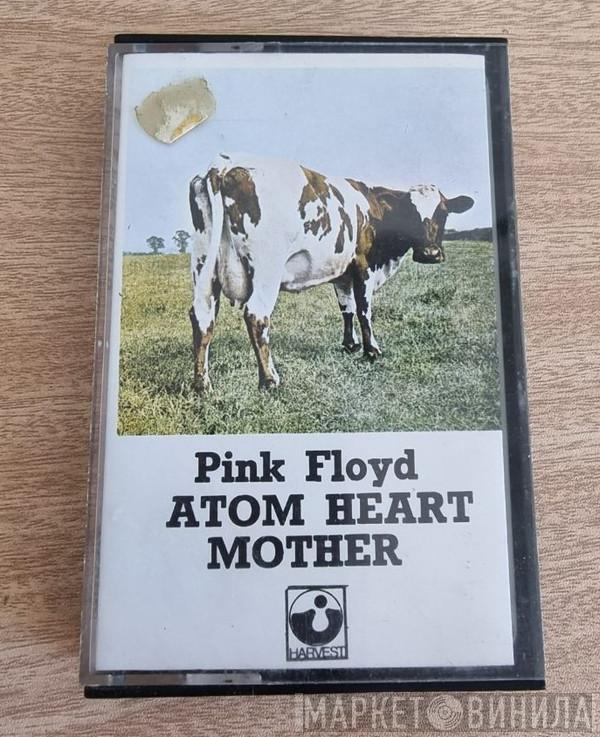 Pink Floyd
ATOM HEART
MOTHER
HARVEST
МАРКЕТ ВИНИЛА